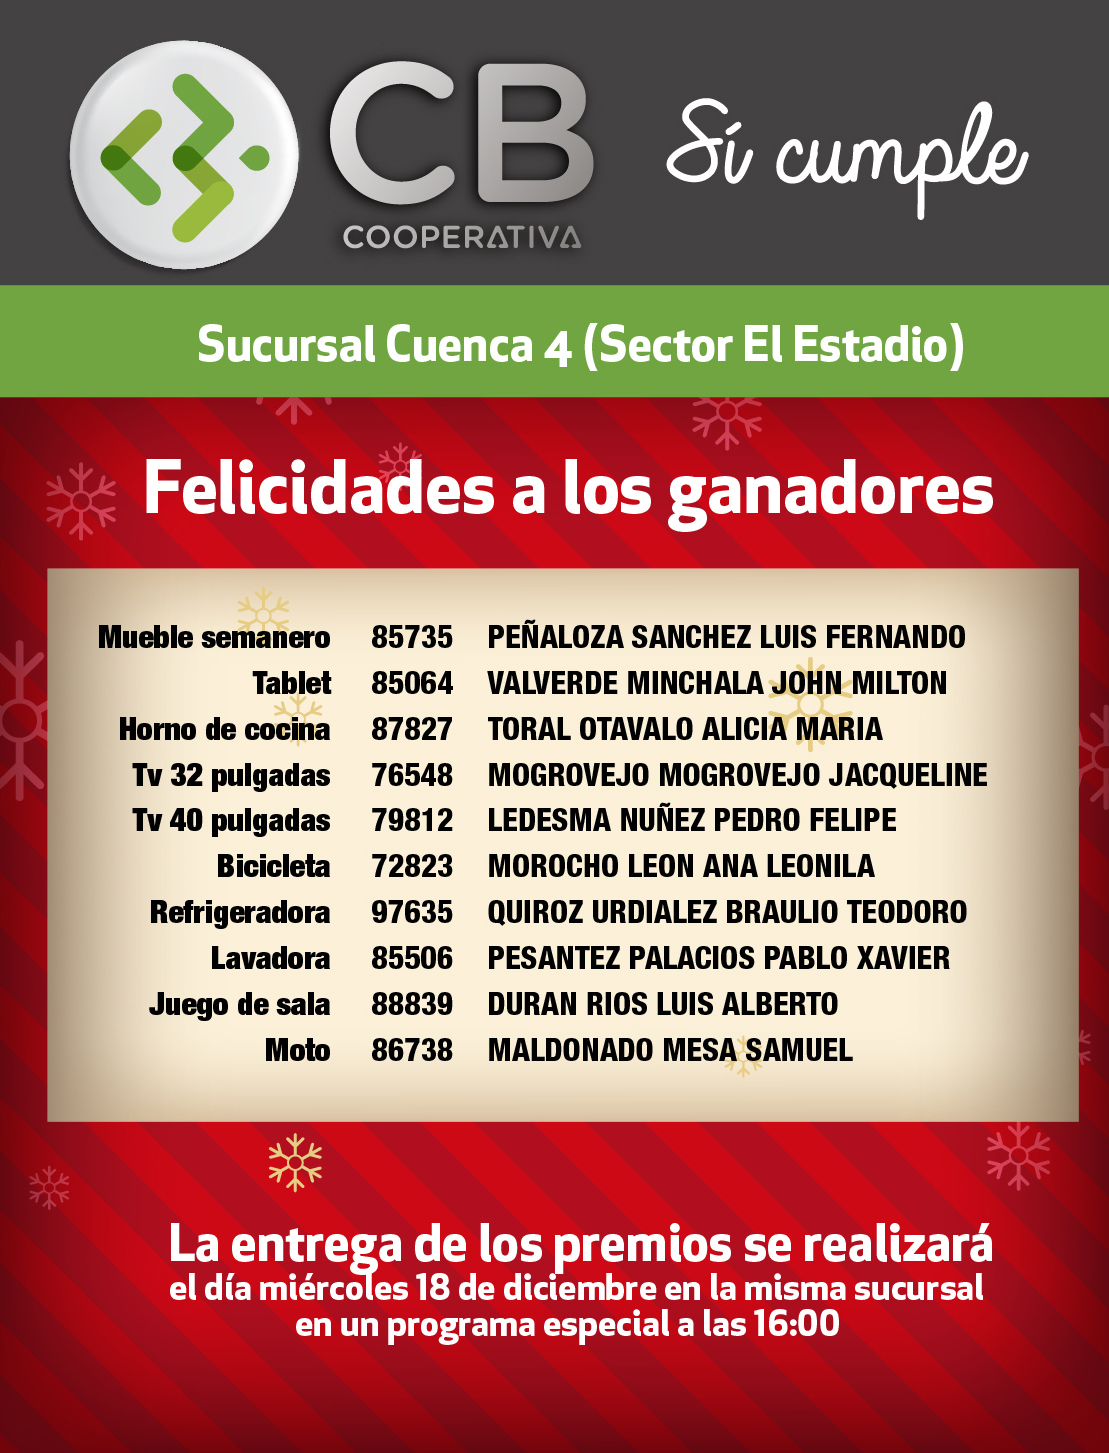 CB
COOPERATIVA
Sí cumple
Sucursal Cuenca 4 (Sector El Estadio)
Felicidades a los ganadores
Mueble semanero 85735 PEÑALOZA SANCHEZ LUIS FERNANDO
Tablet 85064 VALVERDE MINCHALA JOHN MILTON
Horno de cocina 87827 TORAL OTAVALO ALICIA MARIA
Tv 32 pulgadas 76548 MOGROVEJO MOGROVEJO JACQUELINE
Tv 40 pulgadas 79812 LEDESMA NUÑEZ PEDRO FELIPE
Bicicleta 72823 MOROCHO LEON ANA LEONILA
Refrigeradora 97635 QUIROZ URDIALEZ BRAULIO TEODORO
Lavadora 85506 PESANTEZ PALACIOS PABLO XAVIER
Juego de sala 88839 DURAN RIOS LUIS ALBERTO
Moto 86738 MALDONADO MESA SAMUEL
La entrega de los premios se realizará
el día miércoles 18 de diciembre en la misma sucursal
en un programa especial a las 16:00